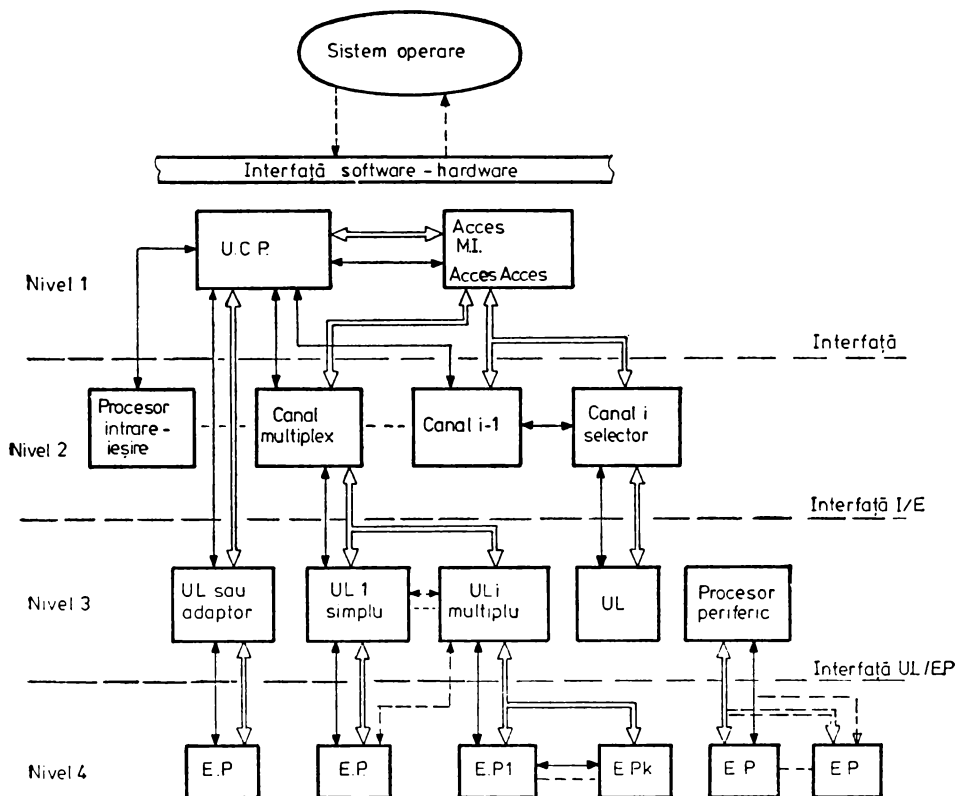 Sistem operare
Interfață software - hardware
U.C.P.
Acces
M.I.
Acces Acces
Nivel 1
Interfață
Procesor
intrare -
ieșire
Canal
multiplex
Canal i-1
Canal i
selector
Nivel 2
Interfață I/E
UL sau
adaptor
UL 1
simplu
UL i
multiplu
UL
Procesor
periferic
Nivel 3
Interfață UL/EP
E.P
E.P.
E.P1
E.Pk
E P
E P
Nivel 4